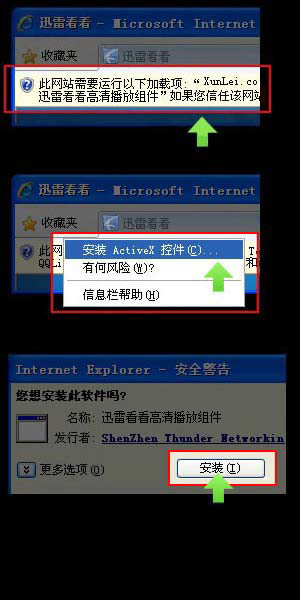 迅雷看看 - Microsoft Internet
收藏夹 迅雷看看
此网站需要运行以下加载项: “XunLei.co
迅雷看看高清播放组件”如果您信任该网站
迅雷看看 - Microsoft Internet
收藏夹 迅雷看看
此网
QQLi
安装 ActiveX 控件(C)...
有何风险(W)?
信息栏帮助(H)
Internet Explorer - 安全警告
您想安装此软件吗?
名称: 迅雷看看高清播放组件
发行者: ShenZhen Thunder Networkin
更多选项(O) 安装(I)